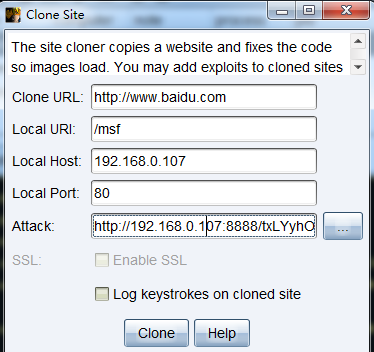 Clone Site
The site cloner copies a website and fixes the code
so images load. You may add exploits to cloned sites
Clone URL: http://www.baidu.com
Local URI: /msf
Local Host: 192.168.0.107
Local Port: 80
Attack: http://192.168.0.107:8888/txLYyhO ...
SSL: Enable SSL
Log keystrokes on cloned site
Clone Help